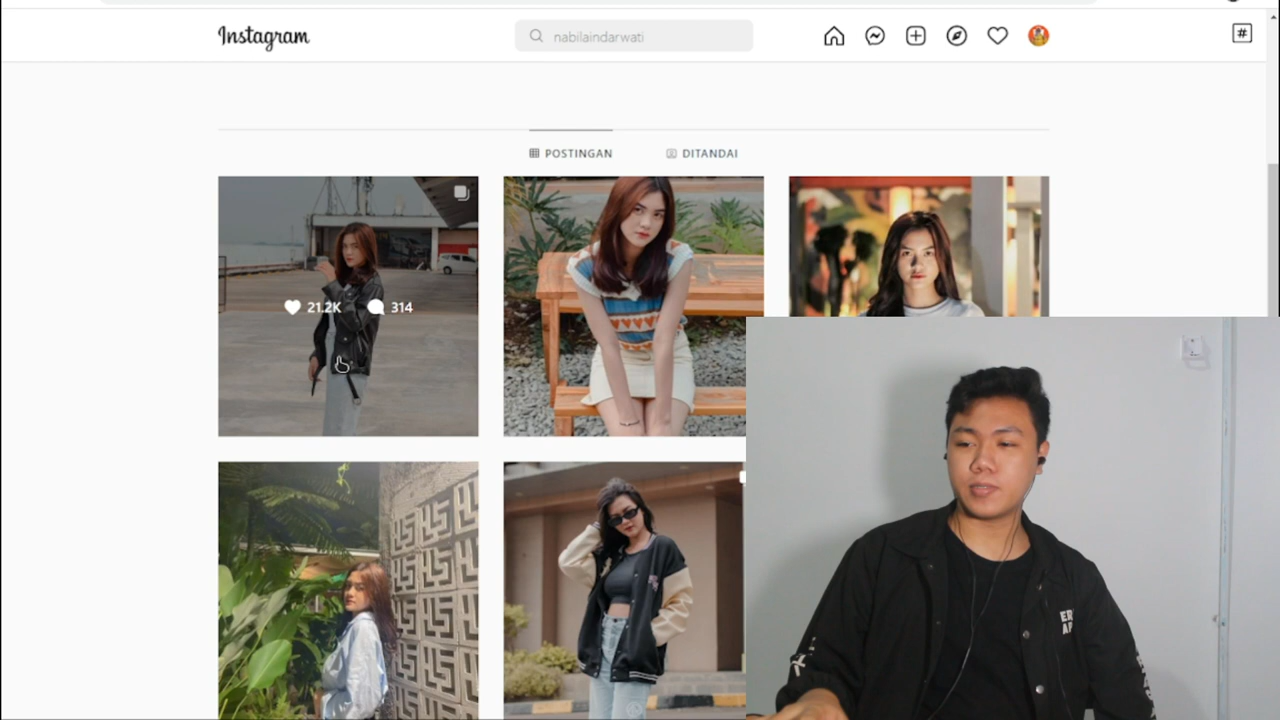 Instagram
nabilaindarwati
#
POSTINGAN
DITANDAI
21.2K
314